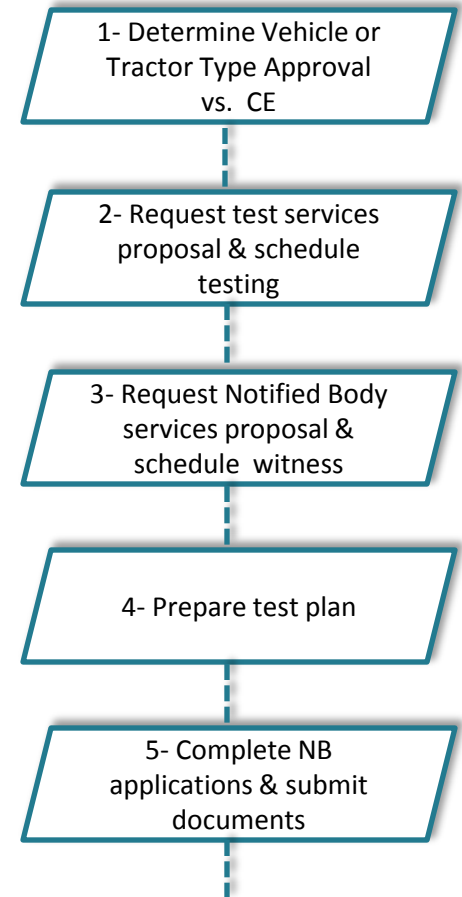 1- Determine Vehicle or
Tractor Type Approval
vs. CE
2- Request test services
proposal & schedule
testing
3- Request Notified Body
services proposal &
schedule witness
4- Prepare test plan
5- Complete NB
applications & submit
documents